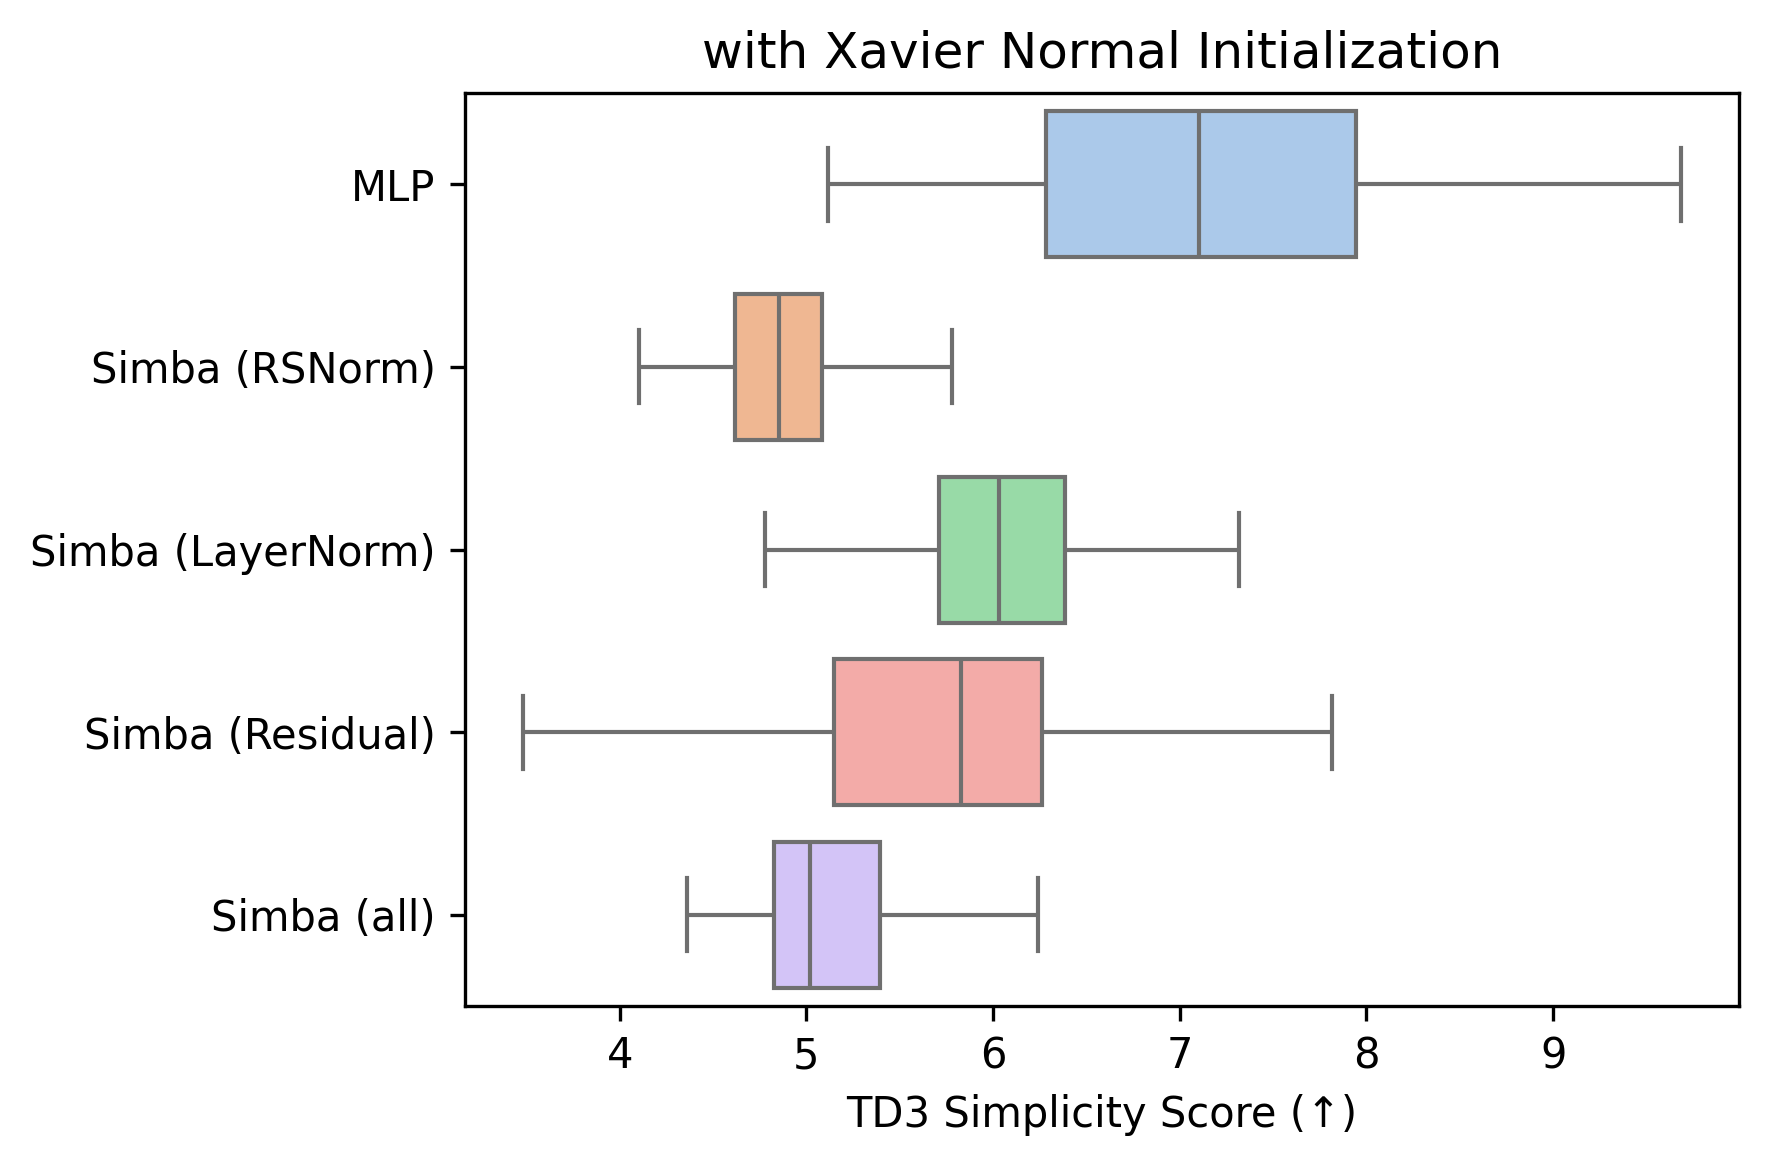 with Xavier Normal Initialization
MLP
Simba (RSNorm)
Simba (LayerNorm)
Simba (Residual)
Simba (all)
4 5 6 7 8 9
TD3 Simplicity Score (↑)